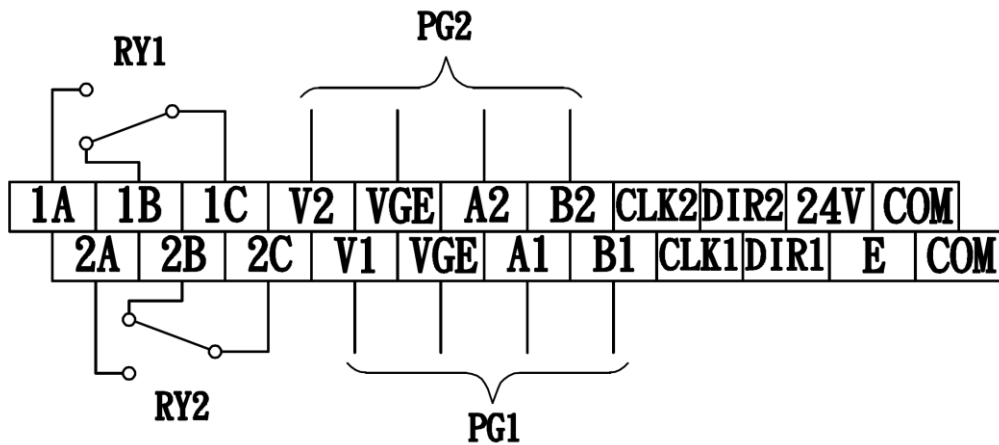 PG2
RY1
1A 1B 1C V2 VGE A2 B2 CLK2 DIR2 24V COM
2A 2B 2C V1 VGE A1 B1 CLK1 DIR1 E COM
RY2
PG1